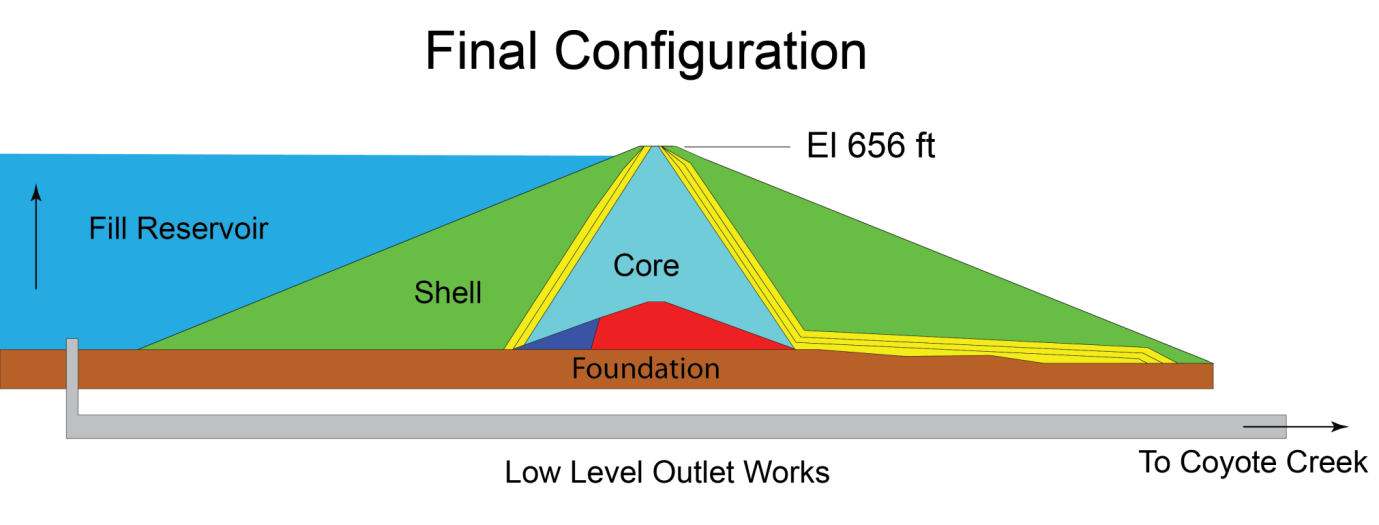 Final Configuration
El 656 ft
Fill Reservoir
Core
Shell
Foundation
To Coyote Creek
Low Level Outlet Works